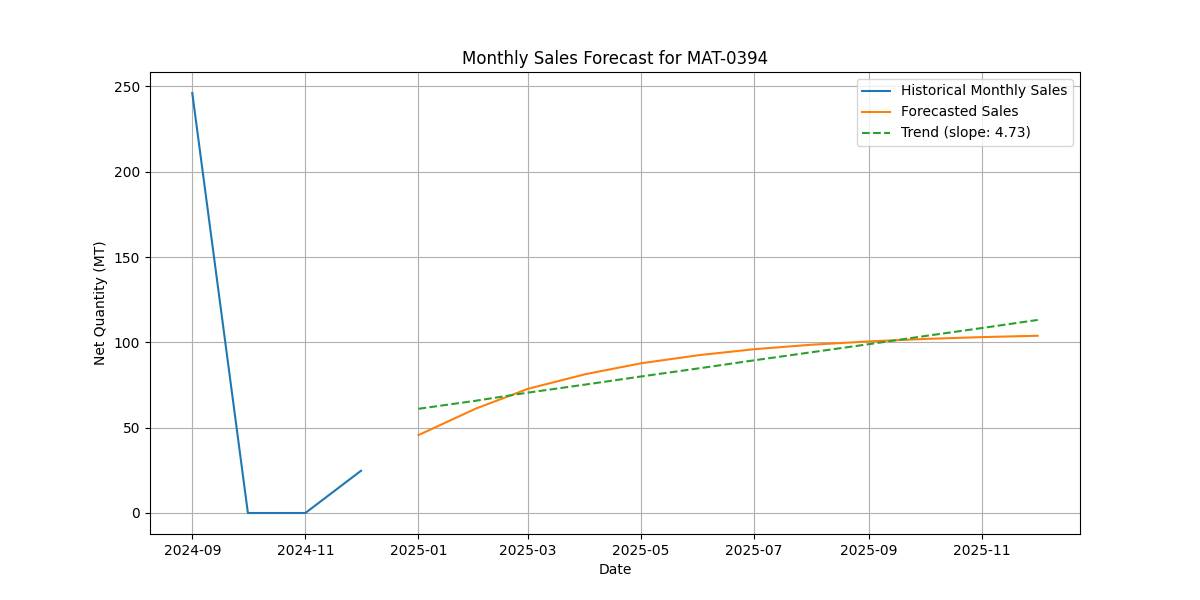 Monthly Sales Forecast for MAT-0394
Historical Monthly Sales
Forecasted Sales
Trend (slope: 4.73)
Net Quantity (MT)
250
200
150
100
50
0
2024-09 2024-11 2025-01 2025-03 2025-05 2025-07 2025-09 2025-11
Date